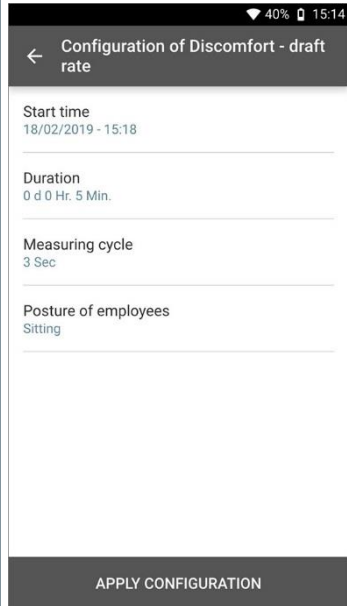 40% 15:14
Configuration of Discomfort - draft
rate
Start time
18/02/2019 - 15:18
Duration
0 d 0 Hr. 5 Min.
Measuring cycle
3 Sec
Posture of employees
Sitting
APPLY CONFIGURATION